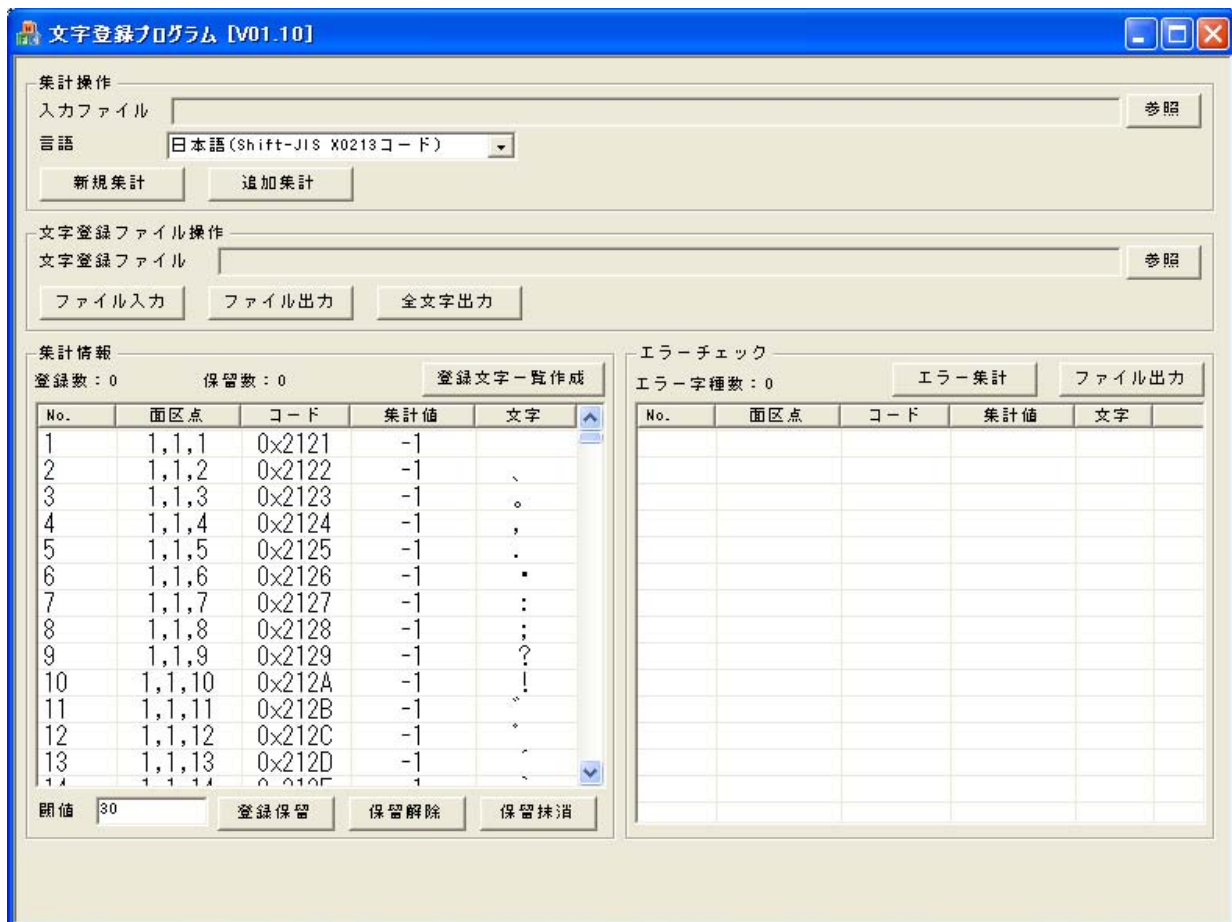 文字登録プログラム [V01.10]
集計操作
入力ファイル 参照
言語 日本語(Shift-JIS X0213コード)
新規集計 追加集計
文字登録ファイル操作
文字登録ファイル 参照
ファイル入力 ファイル出力 全文字出力
集計情報
登録数：0 保留数：0 登録文字一覧作成
No. 面区点 コード 集計値 文字
1 1,1,1 0x2121 -1
2 1,1,2 0x2122 -1 、
3 1,1,3 0x2123 -1 。
4 1,1,4 0x2124 -1 ，
5 1,1,5 0x2125 -1 ．
6 1,1,6 0x2126 -1 ・
7 1,1,7 0x2127 -1 ：
8 1,1,8 0x2128 -1 ；
9 1,1,9 0x2129 -1 ？
10 1,1,10 0x212A -1 ！
11 1,1,11 0x212B -1 ゛
12 1,1,12 0x212C -1 ゜
13 1,1,13 0x212D -1 ´
閾値 30 登録保留 保留解除 保留抹消
エラーチェック
エラー字種数：0 エラー集計 ファイル出力
No. 面区点 コード 集計値 文字